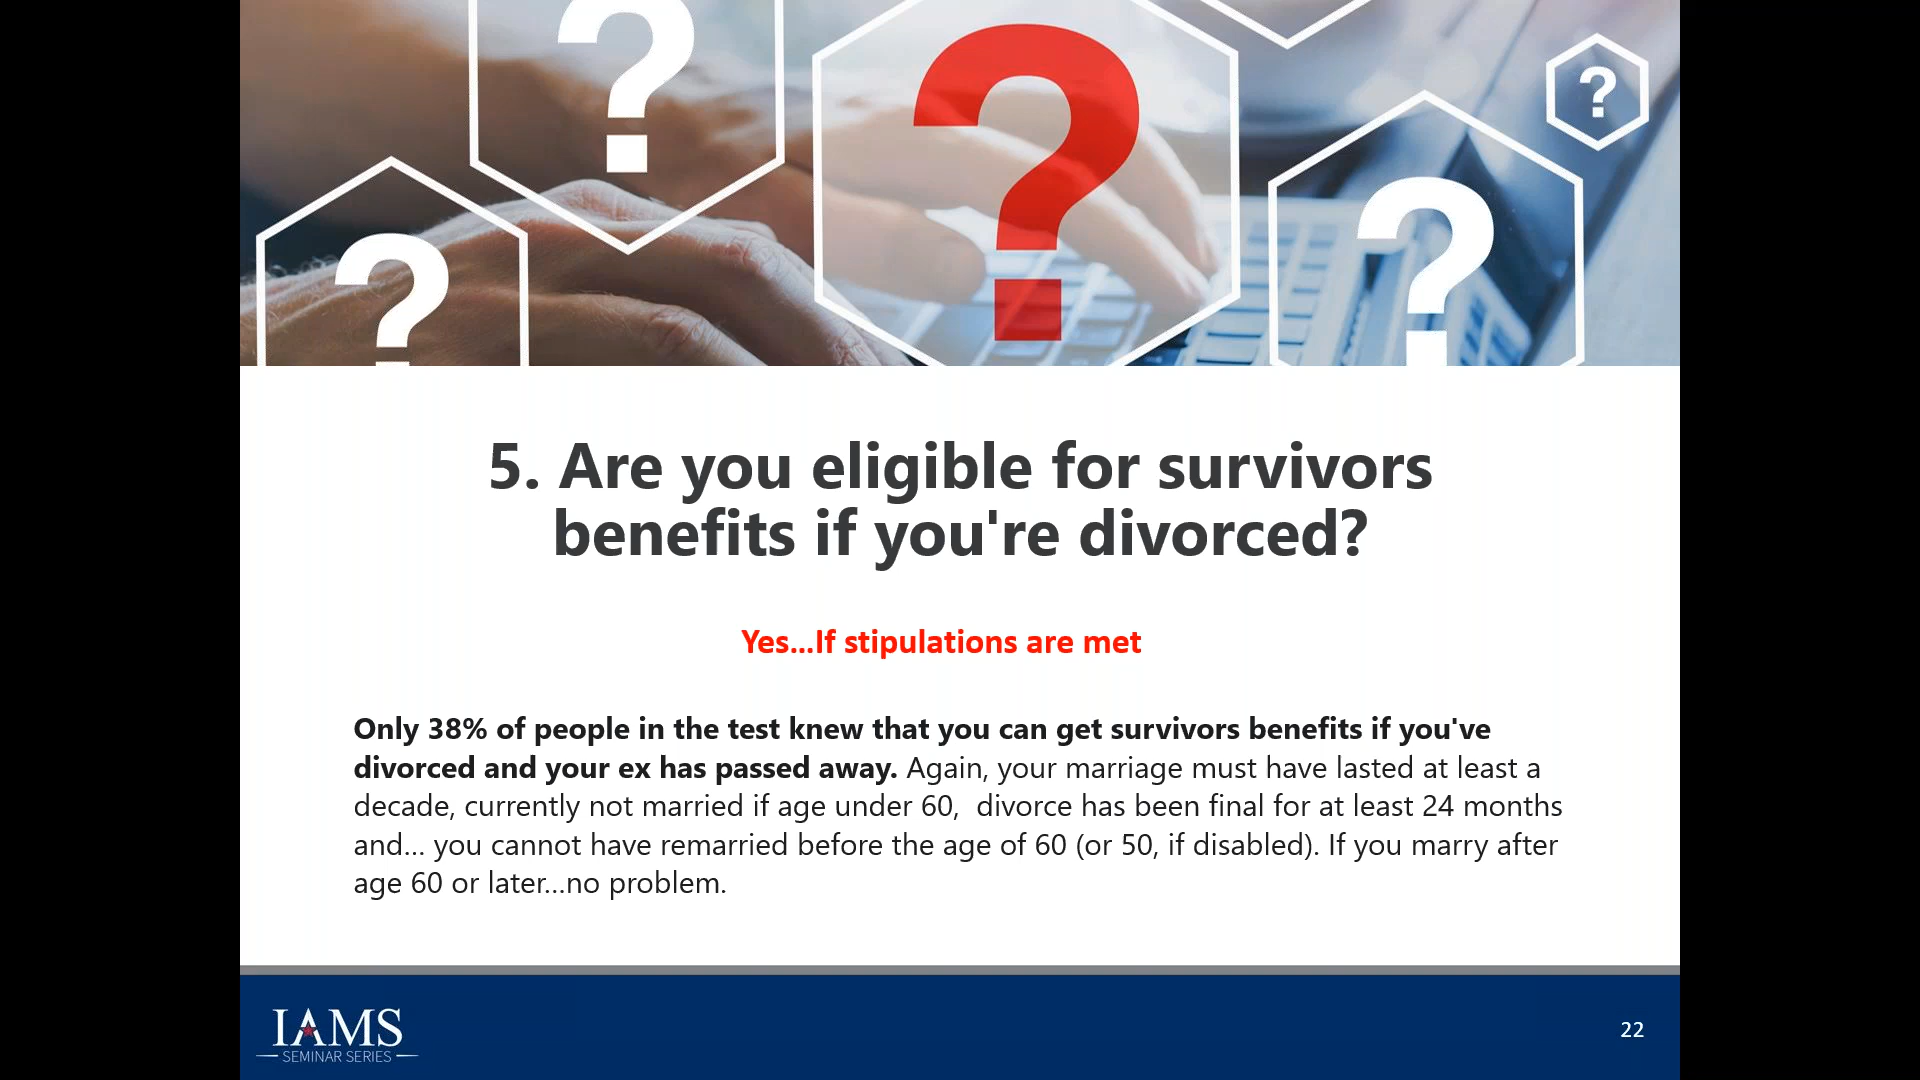 ? ? ? ? ?
5. Are you eligible for survivors
benefits if you're divorced?
Yes...If stipulations are met
Only 38% of people in the test knew that you can get survivors benefits if you've
divorced and your ex has passed away. Again, your marriage must have lasted at least a
decade, currently not married if age under 60,  divorce has been final for at least 24 months
and... you cannot have remarried before the age of 60 (or 50, if disabled). If you marry after
age 60 or later...no problem.
IAMS
SEMINAR SERIES
22